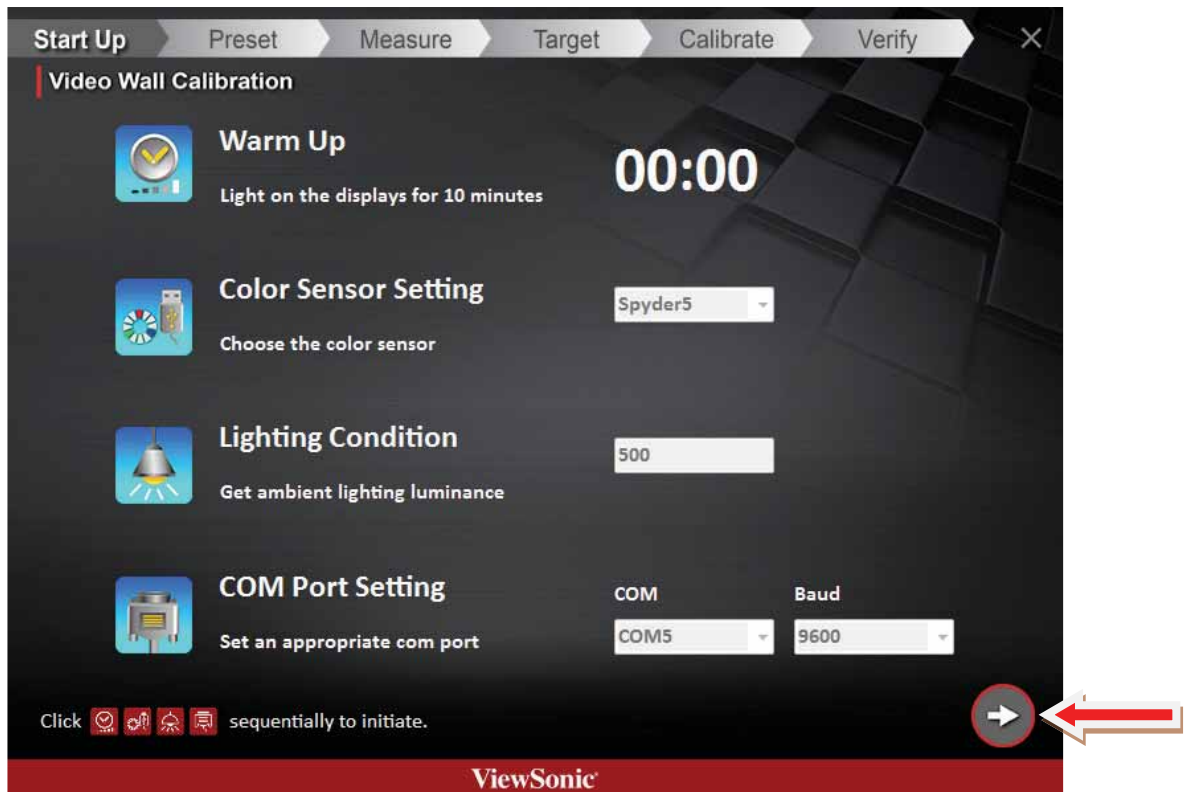 Start Up Preset Measure Target Calibrate Verify
Video Wall Calibration
Warm Up
Light on the displays for 10 minutes
00:00
Color Sensor Setting
Choose the color sensor
Spyder5
Lighting Condition
Get ambient lighting luminance
500
COM Port Setting
Set an appropriate com port
COM Baud
COM5 9600
Click sequentially to initiate.
ViewSonic